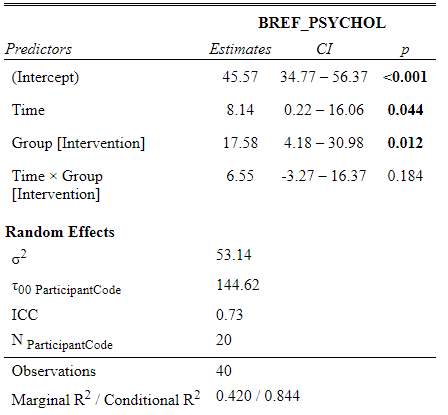 BREF_PSYCHOL
Predictors Estimates CI p
(Intercept) 45.57 34.77 – 56.37 <0.001
Time 8.14 0.22 – 16.06 0.044
Group [Intervention] 17.58 4.18 – 30.98 0.012
Time × Group 6.55 -3.27 – 16.37 0.184
[Intervention]
Random Effects
σ2 53.14
τ00 ParticipantCode 144.62
ICC 0.73
N ParticipantCode 20
Observations 40
Marginal R2 / Conditional R2 0.420 / 0.844